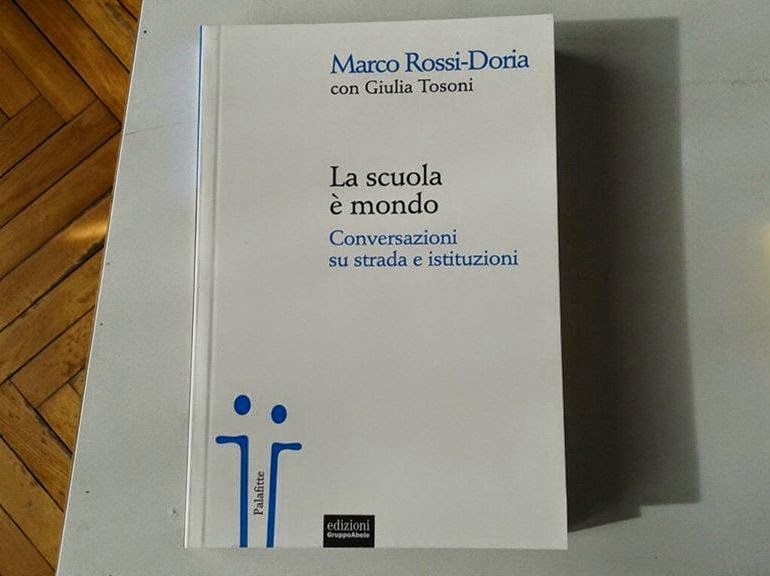 Marco Rossi-Doria
con Giulia Tosoni
La scuola
è mondo
Conversazioni
su strada e istituzioni
Palafitte
edizioni
GruppoAbele